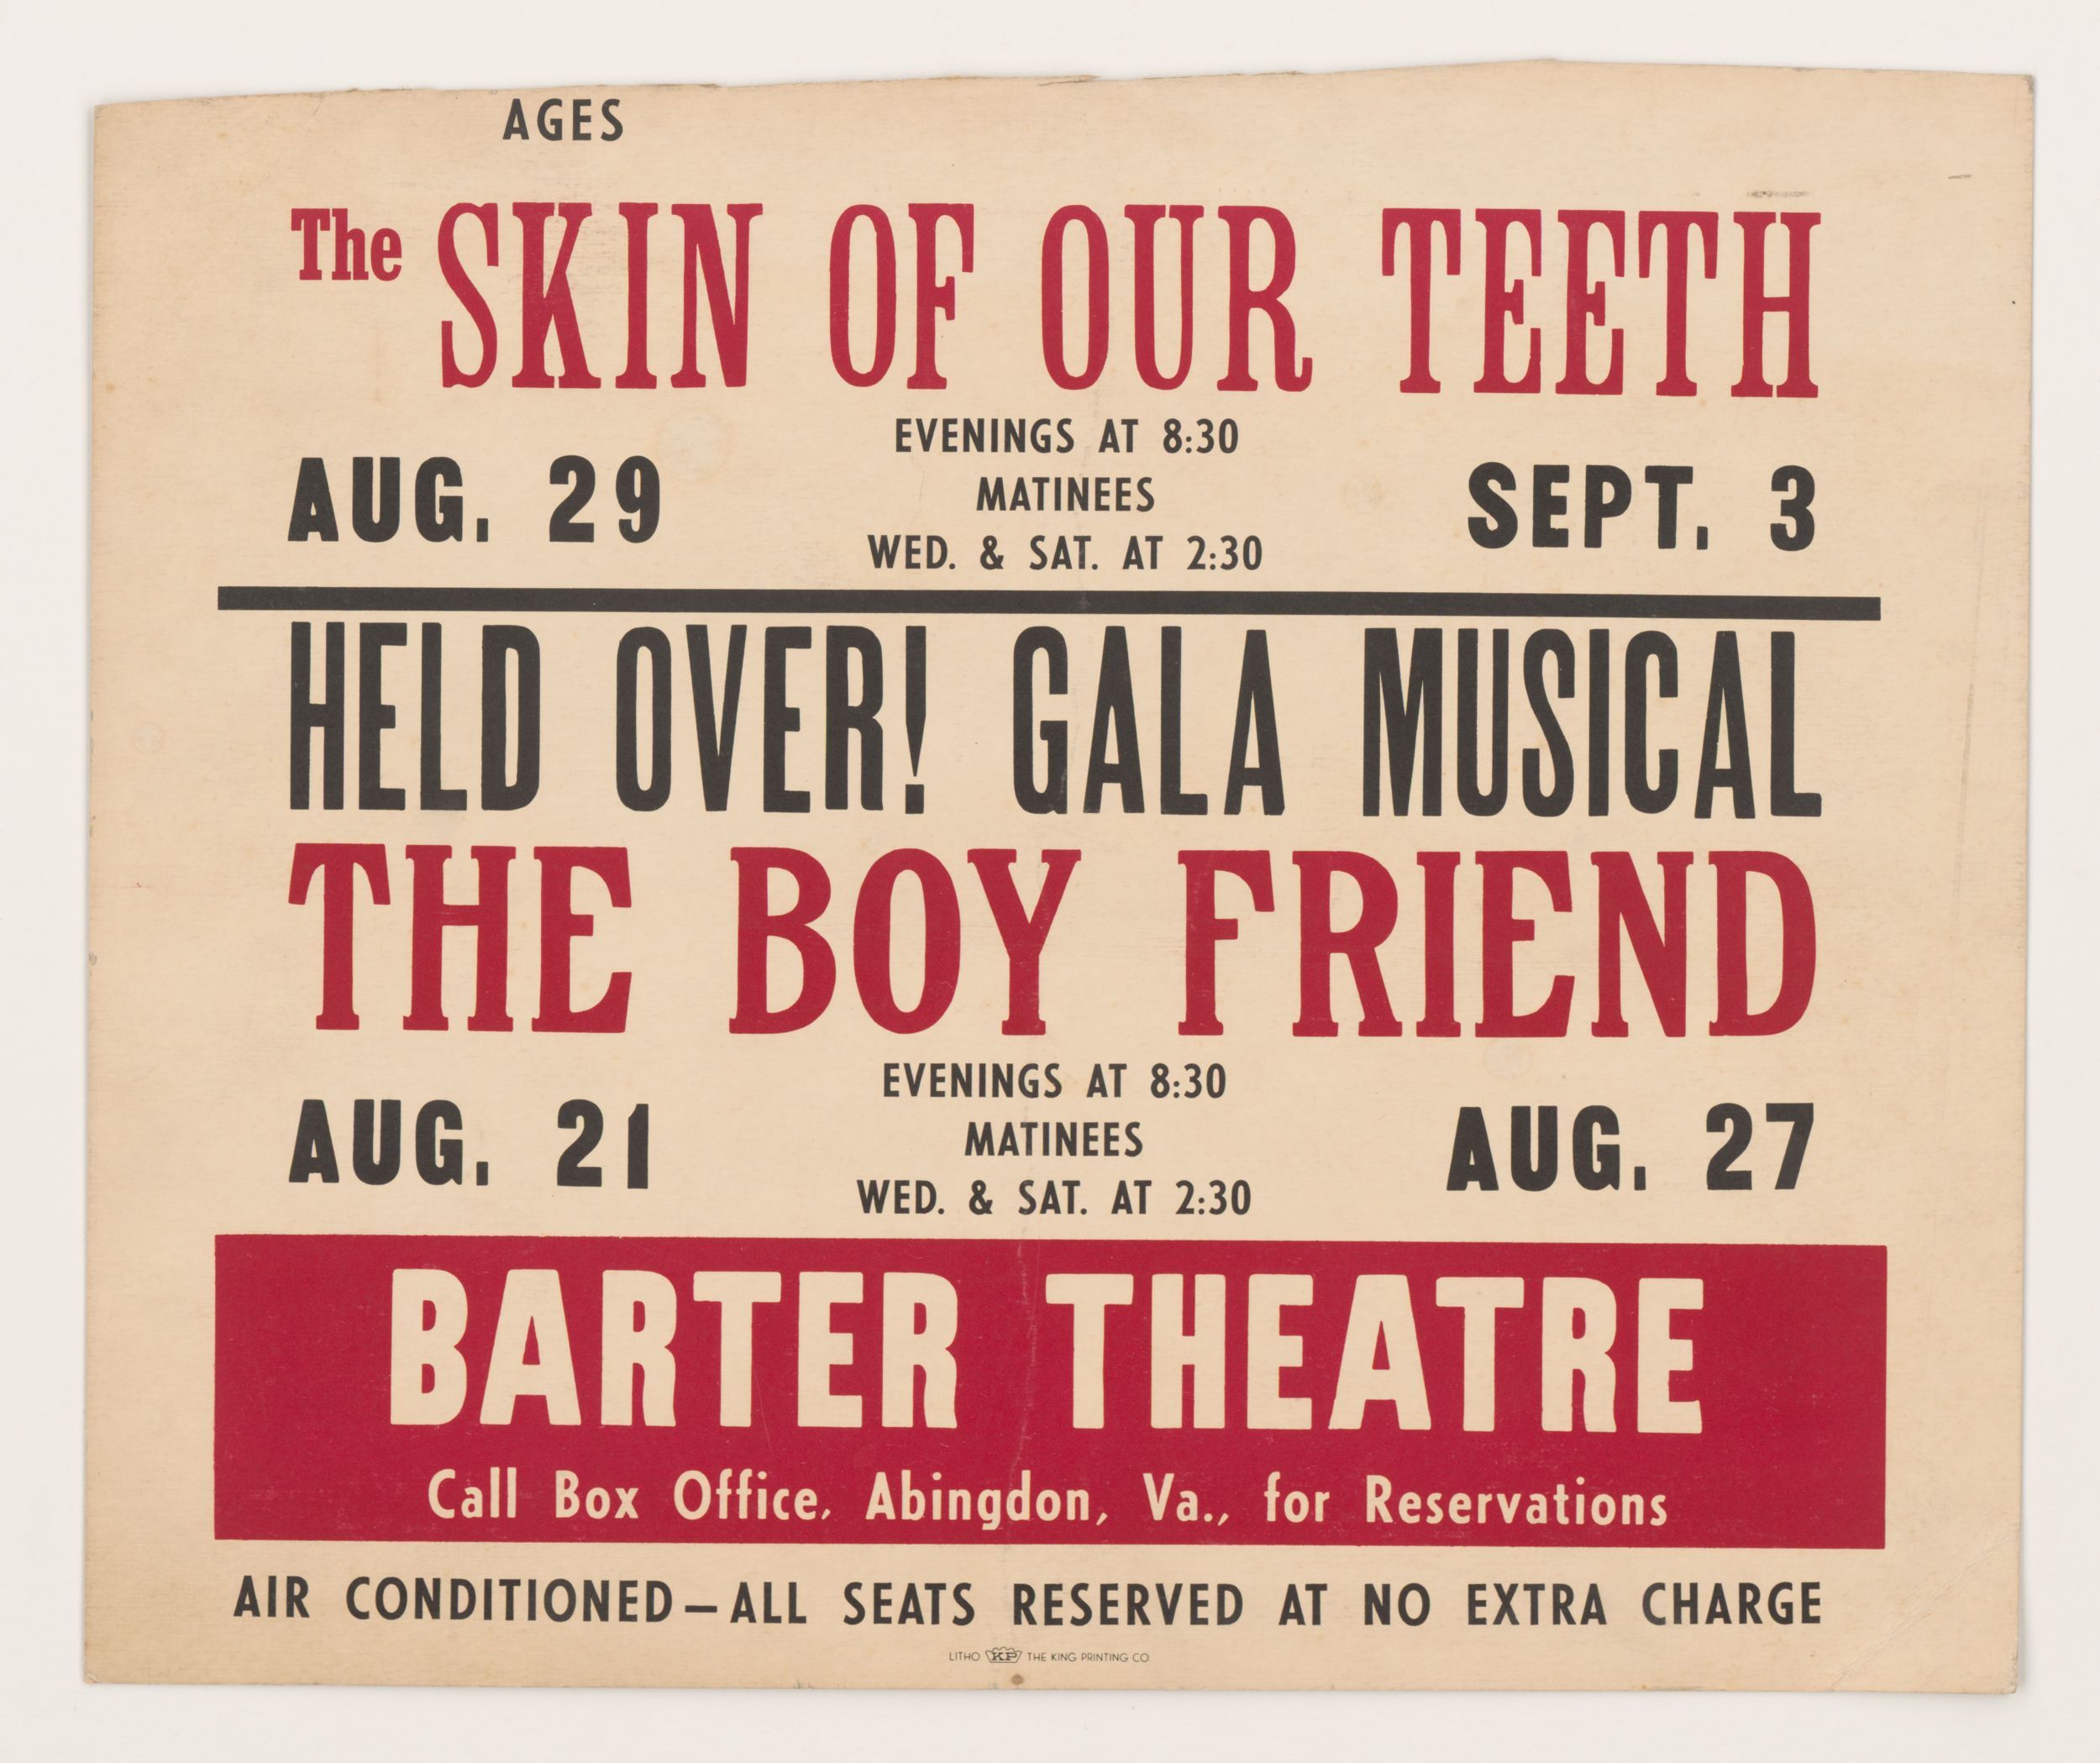 AGES
The SKIN OF OUR TEETH
EVENINGS AT 8:30
AUG. 29 MATINEES SEPT. 3
WED. & SAT. AT 2:30
HELD OVER! GALA MUSICAL
THE BOY FRIEND
EVENINGS AT 8:30
AUG. 21 MATINEES AUG. 27
WED. & SAT. AT 2:30
BARTER THEATRE
Call Box Office, Abingdon, Va., for Reservations
AIR CONDITIONED—ALL SEATS RESERVED AT NO EXTRA CHARGE
LITHO KP THE KING PRINTING CO.